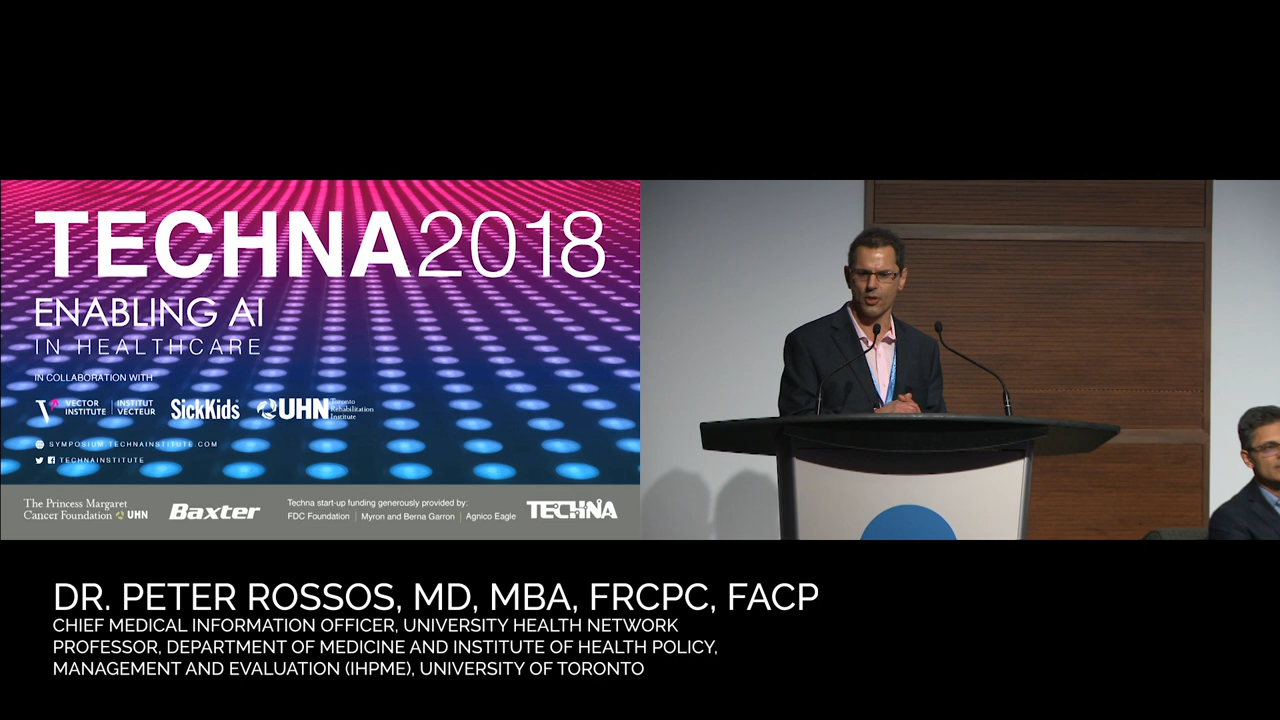 TECHNA2018
ENABLING AI
IN HEALTHCARE
IN COLLABORATION WITH
VECTOR INSTITUTE | INSTITUT VECTEUR
SickKids
UHN Toronto Rehabilitation Institute
SYMPOSIUM.TECHNAINSTITUTE.COM
TECHNAINSTITUTE
The Princess Margaret
Cancer Foundation UHN
Baxter
Techna start-up funding generously provided by:
FDC Foundation | Myron and Berna Garron | Agnico Eagle
TECHNA
DR. PETER ROSSOS, MD, MBA, FRCPC, FACP
CHIEF MEDICAL INFORMATION OFFICER, UNIVERSITY HEALTH NETWORK
PROFESSOR, DEPARTMENT OF MEDICINE AND INSTITUTE OF HEALTH POLICY,
MANAGEMENT AND EVALUATION (IHPME), UNIVERSITY OF TORONTO